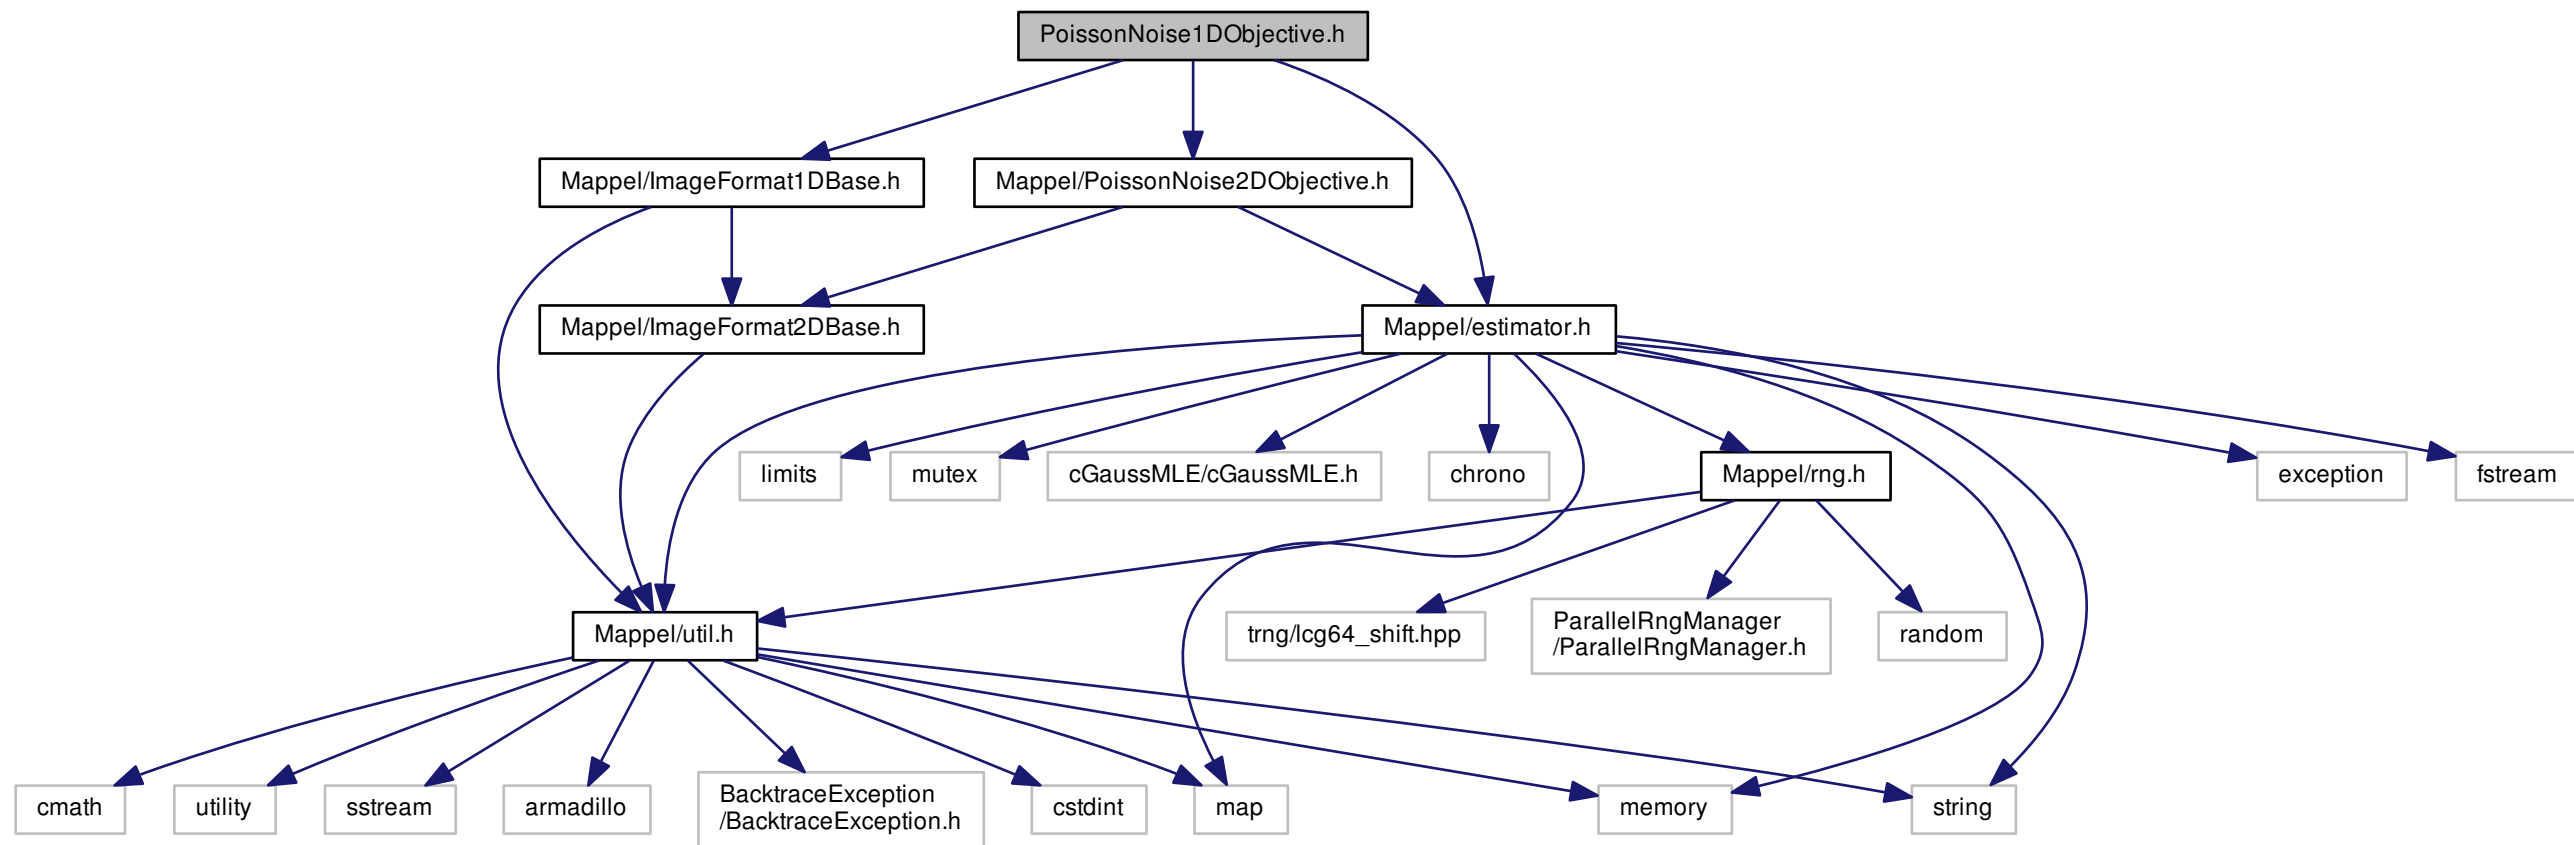 PoissonNoise1DObjective.h
Mappel/ImageFormat1DBase.h
Mappel/PoissonNoise2DObjective.h
Mappel/ImageFormat2DBase.h
Mappel/estimator.h
limits
mutex
cGaussMLE/cGaussMLE.h
chrono
Mappel/rng.h
exception
fstream
Mappel/util.h
trng/lcg64_shift.hpp
ParallelRngManager
/ParallelRngManager.h
random
cmath
utility
sstream
armadillo
BacktraceException
/BacktraceException.h
cstdint
map
memory
string